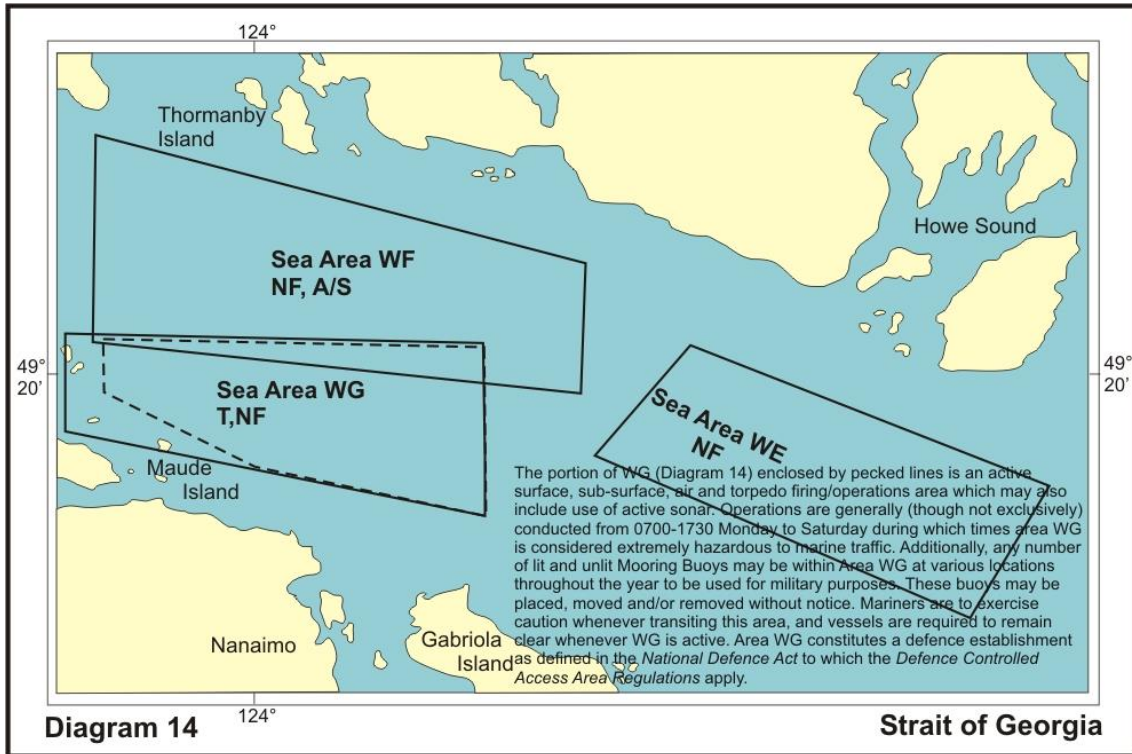 124°
Thormanby
Island
Howe Sound
Sea Area WF
NF, A/S
49°
20'
49°
20'
Sea Area WG
T,NF
Sea Area WE
NF
Maude
Island
The portion of WG (Diagram 14) enclosed by pecked lines is an active
surface, sub-surface, air and torpedo firing/operations area which may also
include use of active sonar. Operations are generally (though not exclusively)
conducted from 0700-1730 Monday to Saturday during which times area WG
is considered extremely hazardous to marine traffic. Additionally, any number
of lit and unlit Mooring Buoys may be within Area WG at various locations
throughout the year to be used for military purposes. These buoys may be
placed, moved and/or removed without notice. Mariners are to exercise
caution whenever transiting this area, and vessels are required to remain
clear whenever WG is active. Area WG constitutes a defence establishment
as defined in the National Defence Act to which the Defence Controlled
Access Area Regulations apply.
Nanaimo
Gabriola
Island
124°
Diagram 14
Strait of Georgia